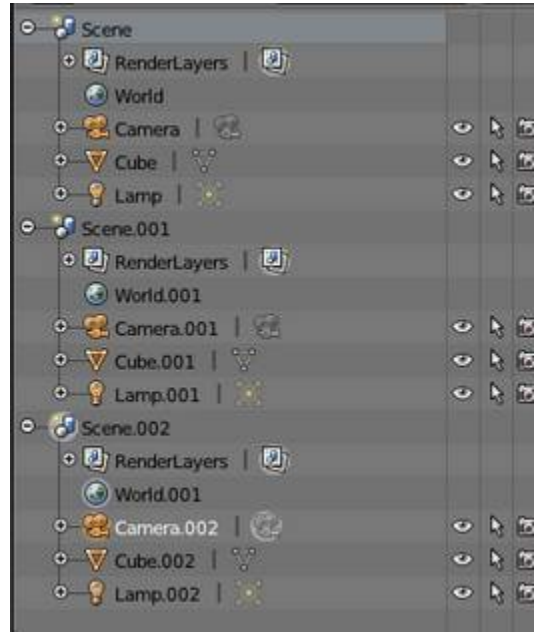 Scene
RenderLayers |
World
Camera |
Cube |
Lamp |
Scene.001
RenderLayers |
World.001
Camera.001 |
Cube.001 |
Lamp.001 |
Scene.002
RenderLayers |
World.001
Camera.002 |
Cube.002 |
Lamp.002 |